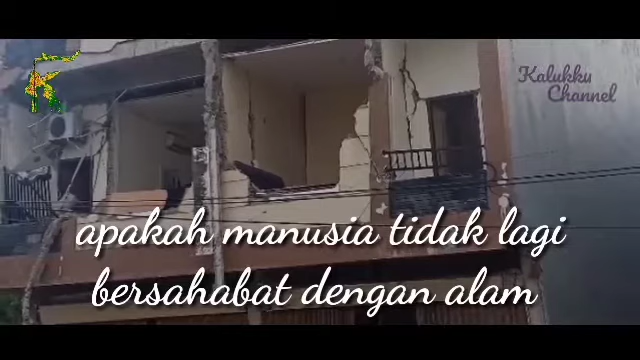 Kalukku
Channel
apakah manusia tidak lagi
bersahabat dengan alam